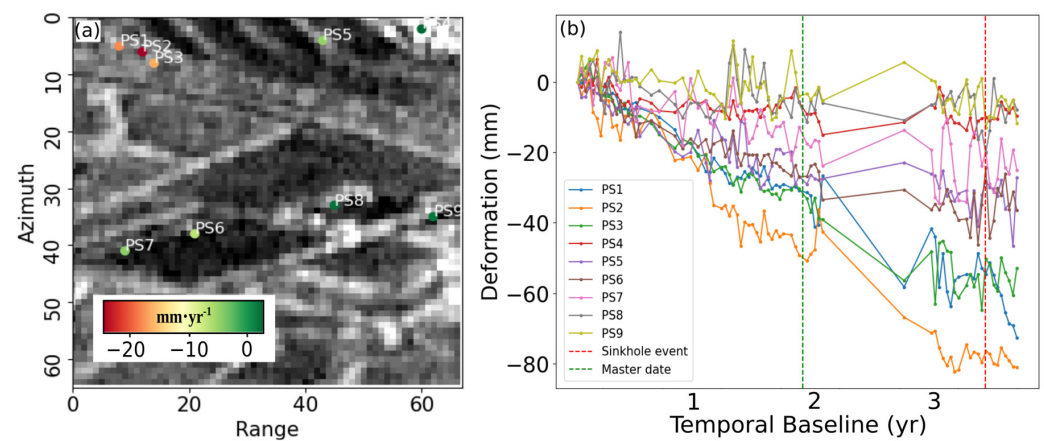 (a)
PS1
PS2
PS3
PS5
PS6
PS7
PS8
PS9
0
10
20
30
40
50
60
Azimuth
mm·yr-1
−20
−10
0
0
20
40
60
Range
(b)
0
−20
−40
−60
−80
Deformation (mm)
PS1
PS2
PS3
PS4
PS5
PS6
PS7
PS8
PS9
Sinkhole event
Master date
1
2
3
Temporal Baseline (yr)